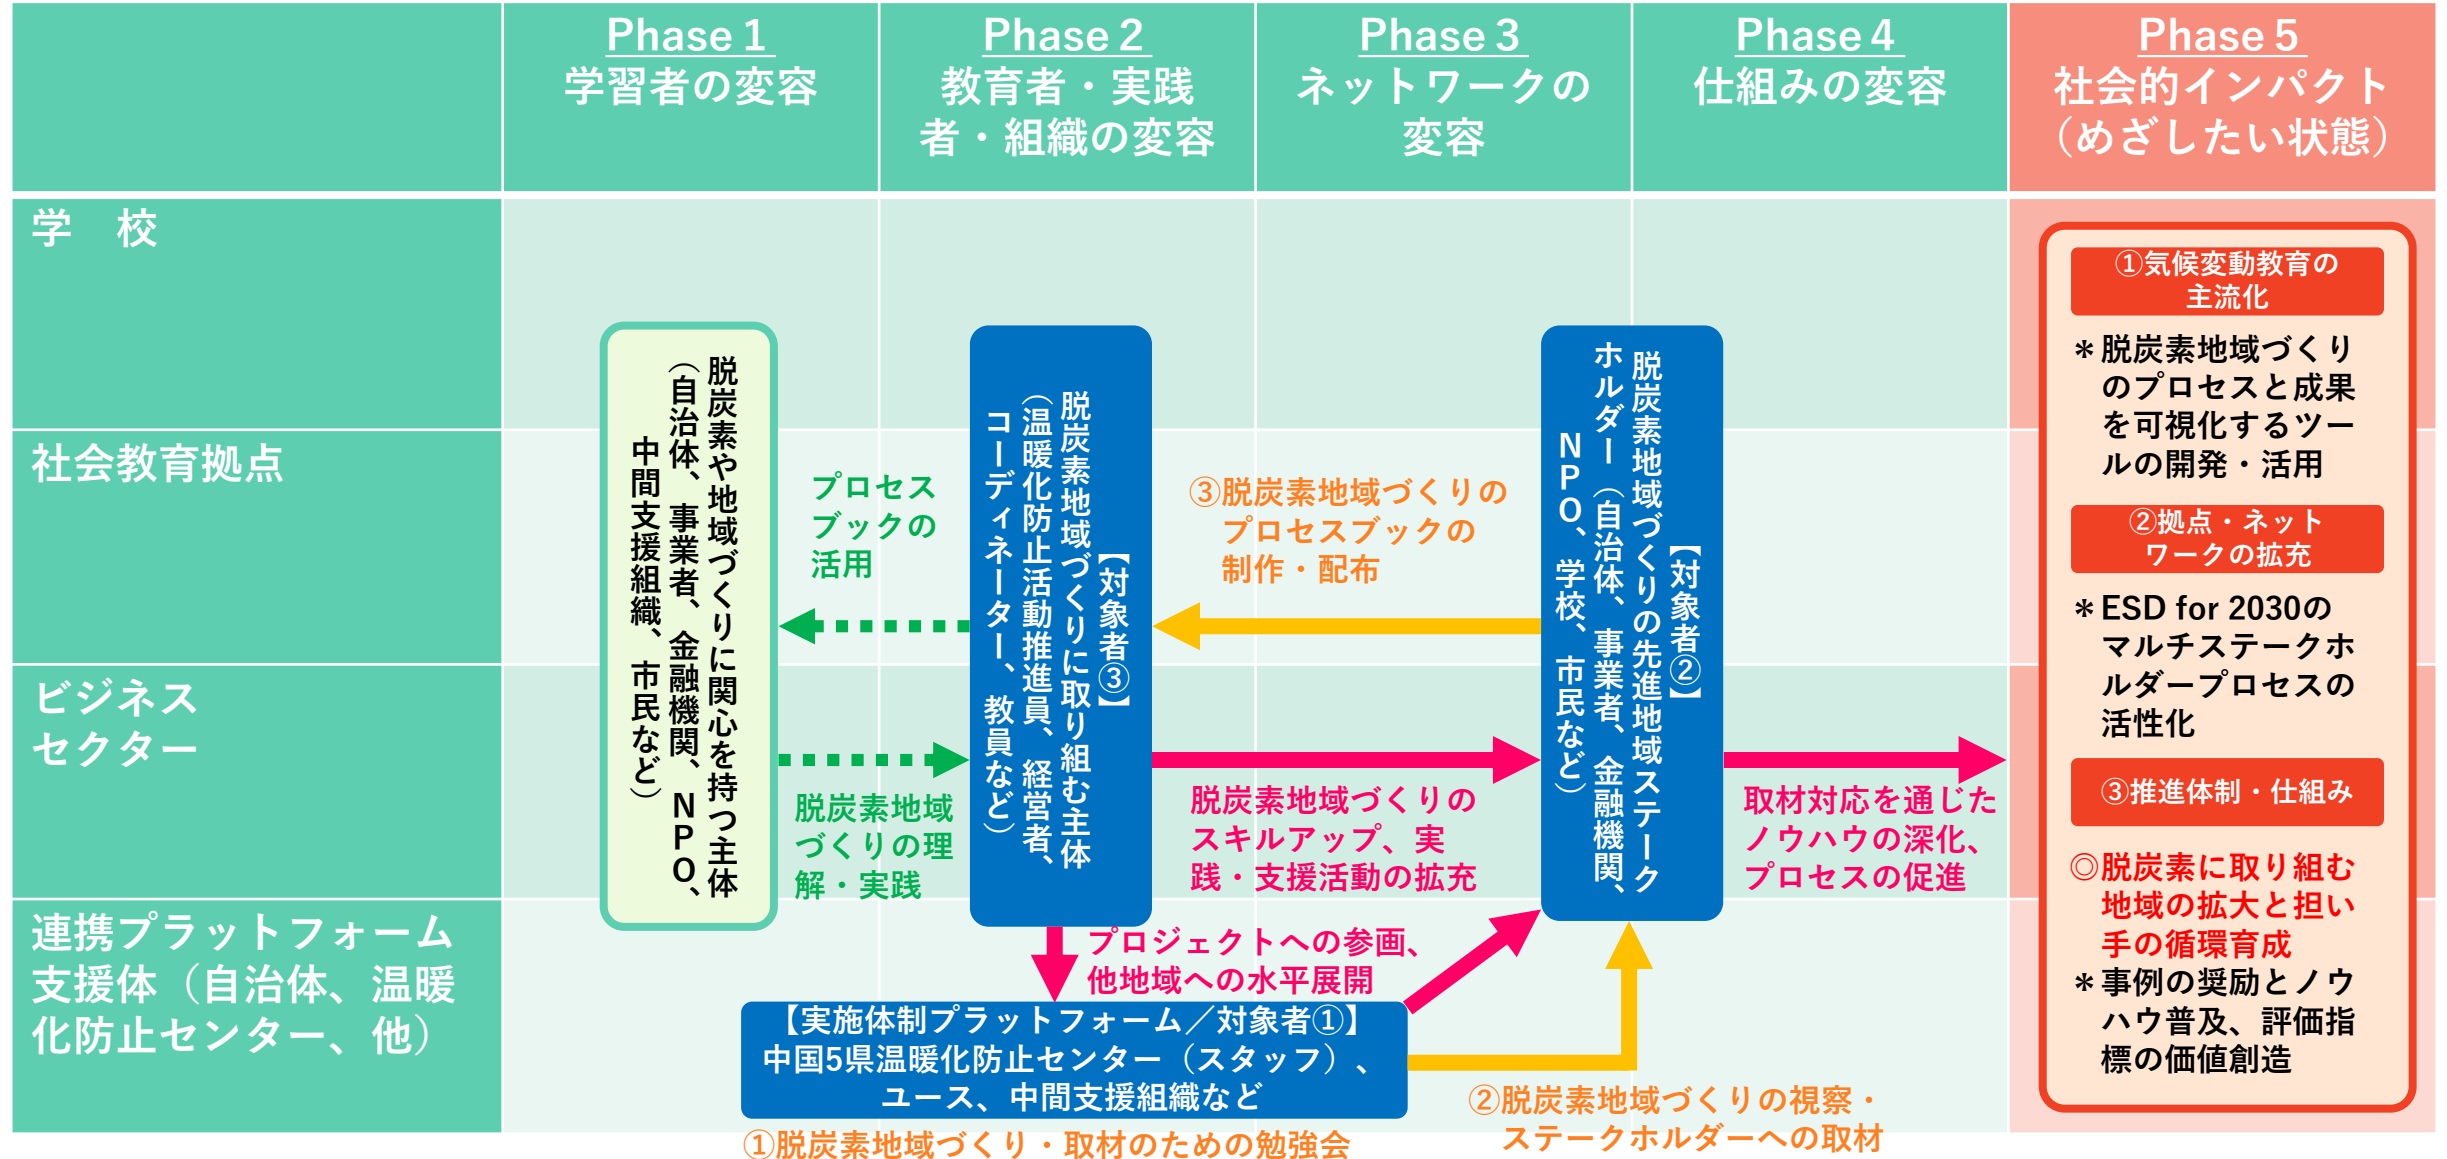 Phase 1
学習者の変容
Phase 2
教育者・実践
者・組織の変容
Phase 3
ネットワークの
変容
Phase 4
仕組みの変容
Phase 5
社会的インパクト
（めざしたい状態）
学　校
社会教育拠点
ビジネス
セクター
連携プラットフォーム
支援体（自治体、温暖
化防止センター、他）
脱炭素や地域づくりに関心を持つ主体
（自治体、事業者、金融機関、NPO、
中間支援組織、市民など）
プロセス
ブックの
活用
脱炭素地域
づくりの理
解・実践
【対象者③】
脱炭素地域づくりに取り組む主体
（温暖化防止活動推進員、経営者、
コーディネーター、教員など）
③脱炭素地域づくりの
プロセスブックの
制作・配布
脱炭素地域づくりの
スキルアップ、実
践・支援活動の拡充
プロジェクトへの参画、
他地域への水平展開
【対象者②】
脱炭素地域づくりの先進地域ステーク
ホルダー（自治体、事業者、金融機関、
NPO、学校、市民など）
取材対応を通じた
ノウハウの深化、
プロセスの促進
【実施体制プラットフォーム／対象者①】
中国5県温暖化防止センター（スタッフ）、
ユース、中間支援組織など
①脱炭素地域づくり・取材のための勉強会
②脱炭素地域づくりの視察・
ステークホルダーへの取材
①気候変動教育の
主流化
＊脱炭素地域づくり
のプロセスと成果
を可視化するツー
ルの開発・活用
②拠点・ネット
ワークの拡充
＊ESD for 2030の
マルチステークホ
ルダープロセスの
活性化
③推進体制・仕組み
◎脱炭素に取り組む
地域の拡大と担い
手の循環育成
＊事例の奨励とノウ
ハウ普及、評価指
標の価値創造